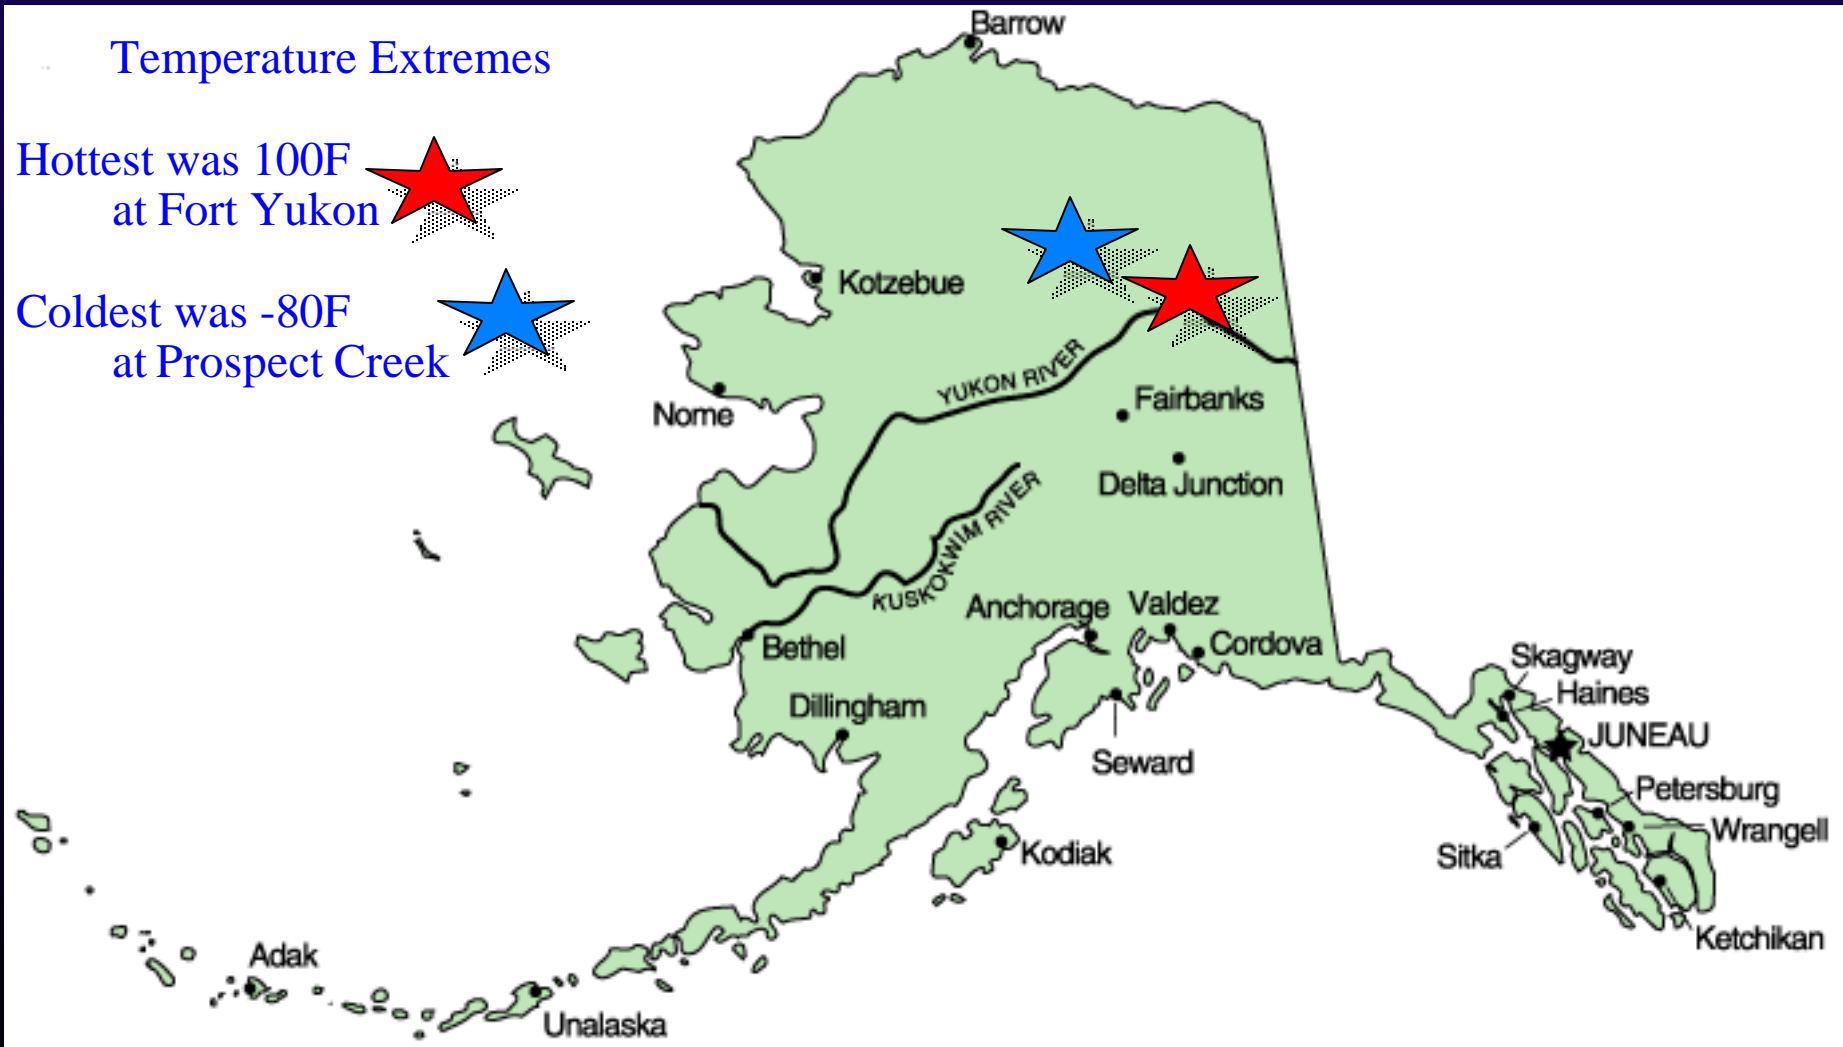 Temperature Extremes
Hottest was 100F
at Fort Yukon
Coldest was -80F
at Prospect Creek
Barrow
Kotzebue
Nome
YUKON RIVER
Fairbanks
Delta Junction
KUSKOKWIM RIVER
Anchorage
Valdez
Cordova
Bethel
Dillingham
Seward
Kodiak
Skagway
Haines
JUNEAU
Petersburg
Wrangell
Sitka
Ketchikan
Adak
Unalaska